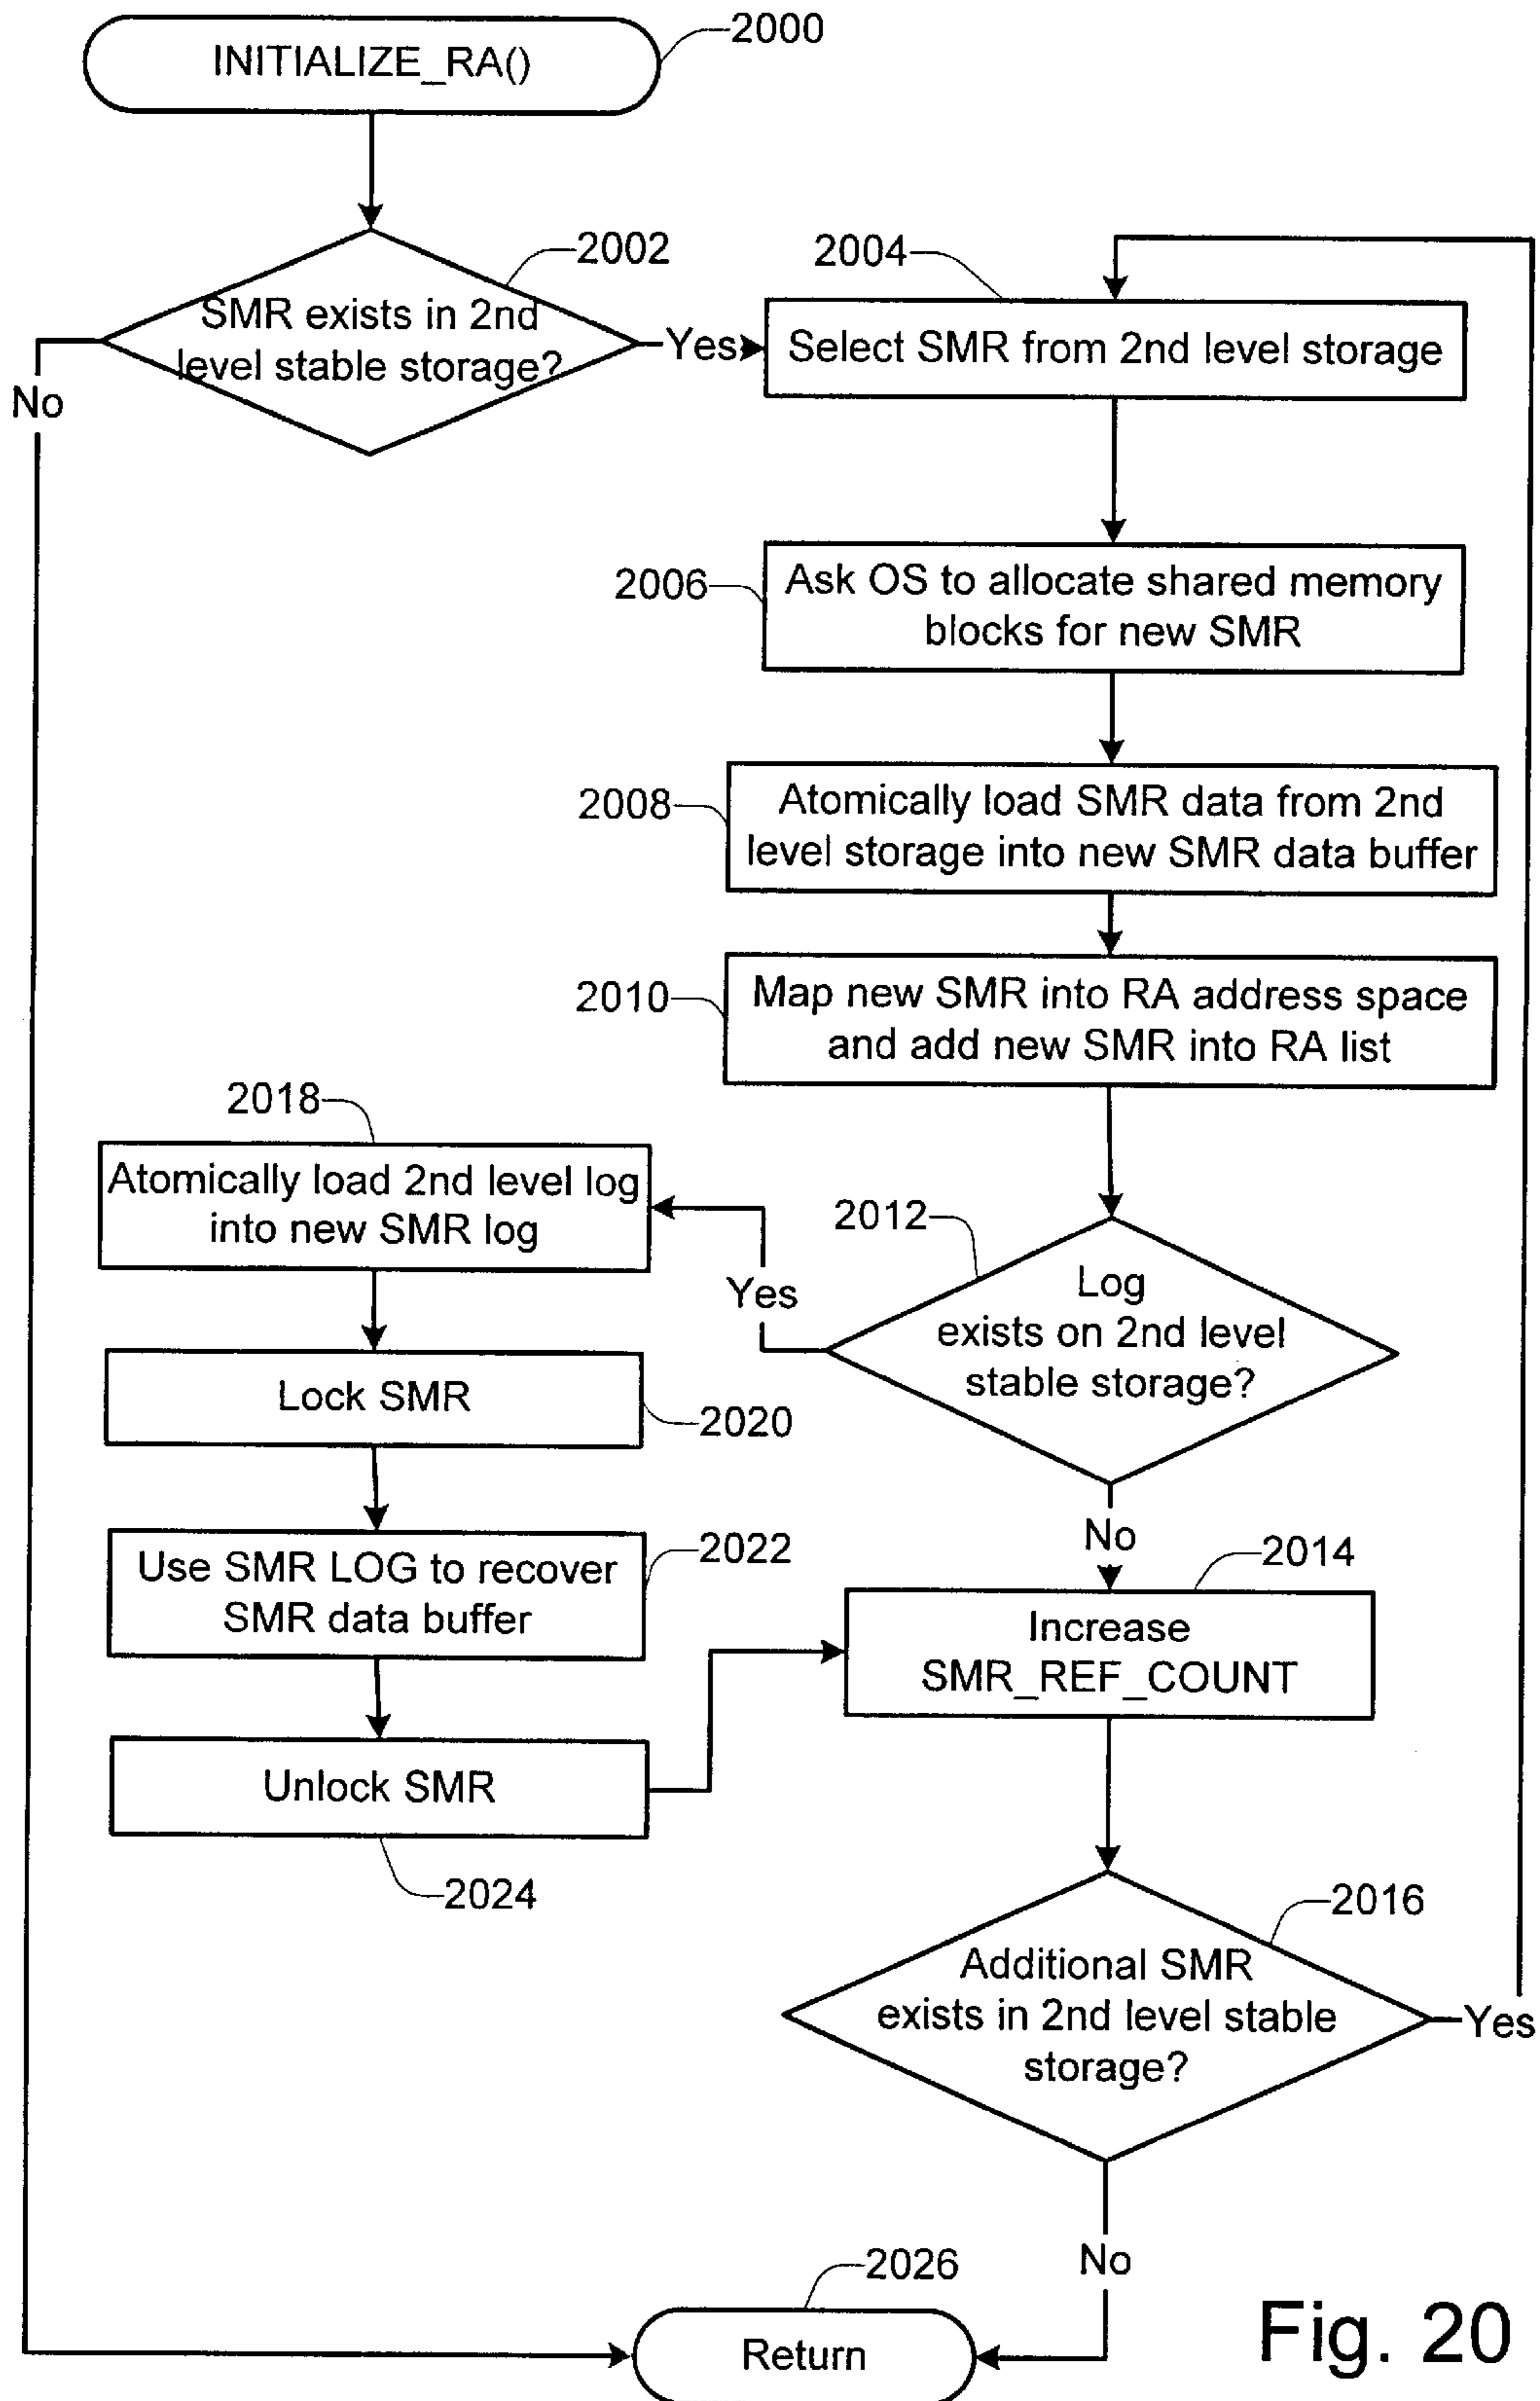 INITIALIZE_RA()
2000
2002
SMR exists in 2nd
level stable storage?
Yes
No
2004
Select SMR from 2nd level storage
2006
Ask OS to allocate shared memory
blocks for new SMR
2008
Atomically load SMR data from 2nd
level storage into new SMR data buffer
2010
Map new SMR into RA address space
and add new SMR into RA list
2012
Log
exists on 2nd level
stable storage?
Yes
No
2018
Atomically load 2nd level log
into new SMR log
Lock SMR
2020
Use SMR LOG to recover
SMR data buffer
2022
Unlock SMR
2024
2014
Increase
SMR_REF_COUNT
2016
Additional SMR
exists in 2nd level stable
storage?
Yes
No
2026
Return
Fig. 20